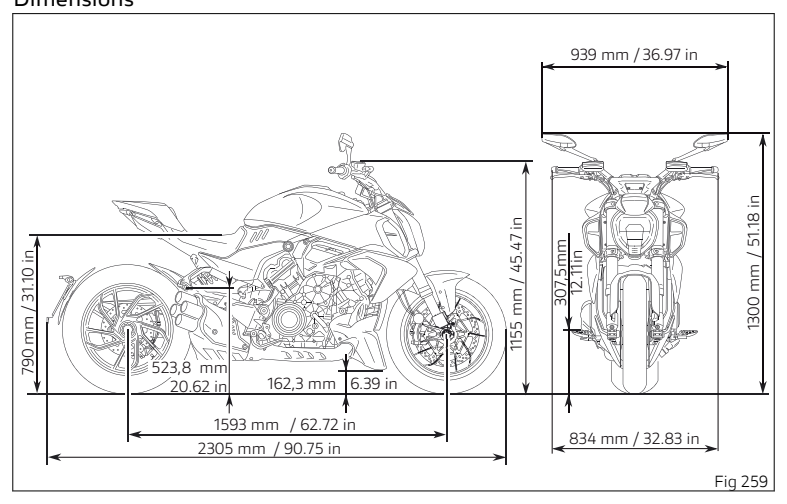 Dimensions
939 mm / 36.97 in
1155 mm / 45.47 in
307,5mm
12.11in
1300 mm / 51.18 in
790 mm / 31.10 in
523,8 mm
20.62 in
162,3 mm
6.39 in
1593 mm / 62.72 in
2305 mm / 90.75 in
834 mm / 32.83 in
Fig 259